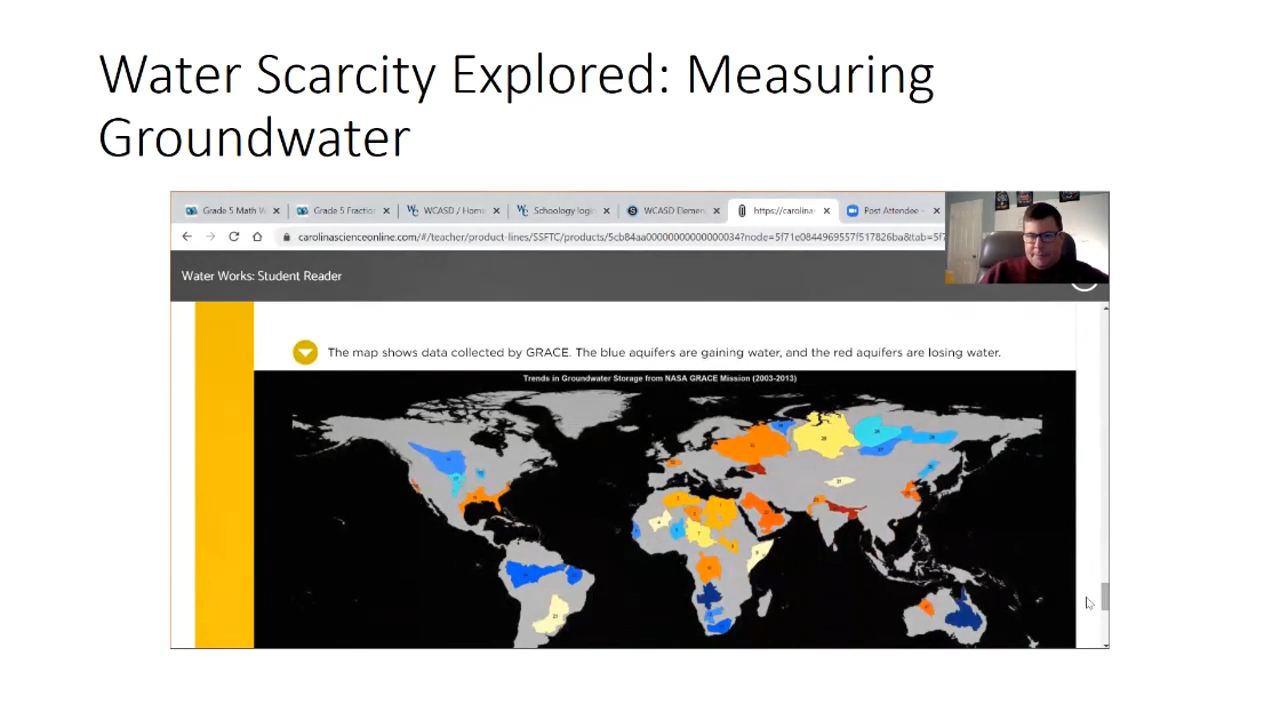 Water Scarcity Explored: Measuring
Groundwater
Grade 5 Math W
Grade 5 Fraction
WCASD / Home
Schoology login
WCASD Elemen
https://carolina
Post Attendee -
carolinascienceonline.com/#/teacher/product-lines/SSFTC/products/5cb84aa00000000000000034?node=5f71e0844969557f517826ba&tab=5f7
Water Works: Student Reader
The map shows data collected by GRACE. The blue aquifers are gaining water, and the red aquifers are losing water.
Trends in Groundwater Storage from NASA GRACE Mission (2003-2013)